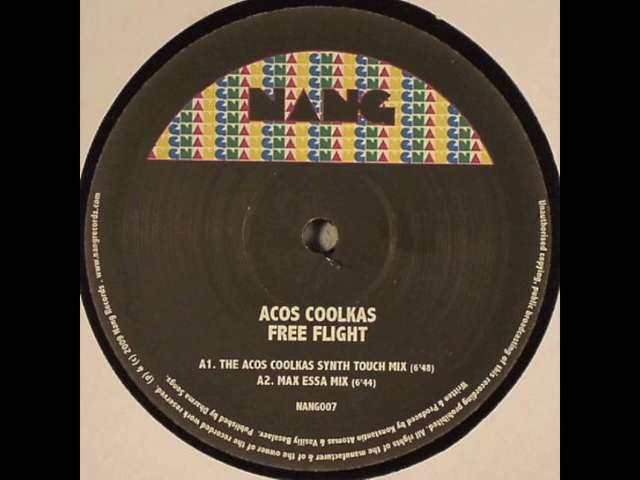 NANG
ACOS COOLKAS
FREE FLIGHT
A1. THE ACOS COOLKAS SYNTH TOUCH MIX (6'48)
A2. MAX ESSA MIX (6'44)
NANG007
Unauthorised copying, public broadcasting of this recording prohibited. All rights of the manufacturer & of the owner of the recorded work reserved. (p) & (c) 2009 Nang Records - www.nangrecords.com
Written & Produced by Konstantin Atomas & Vasiliy Basalaev. Published by Dharma Songs.